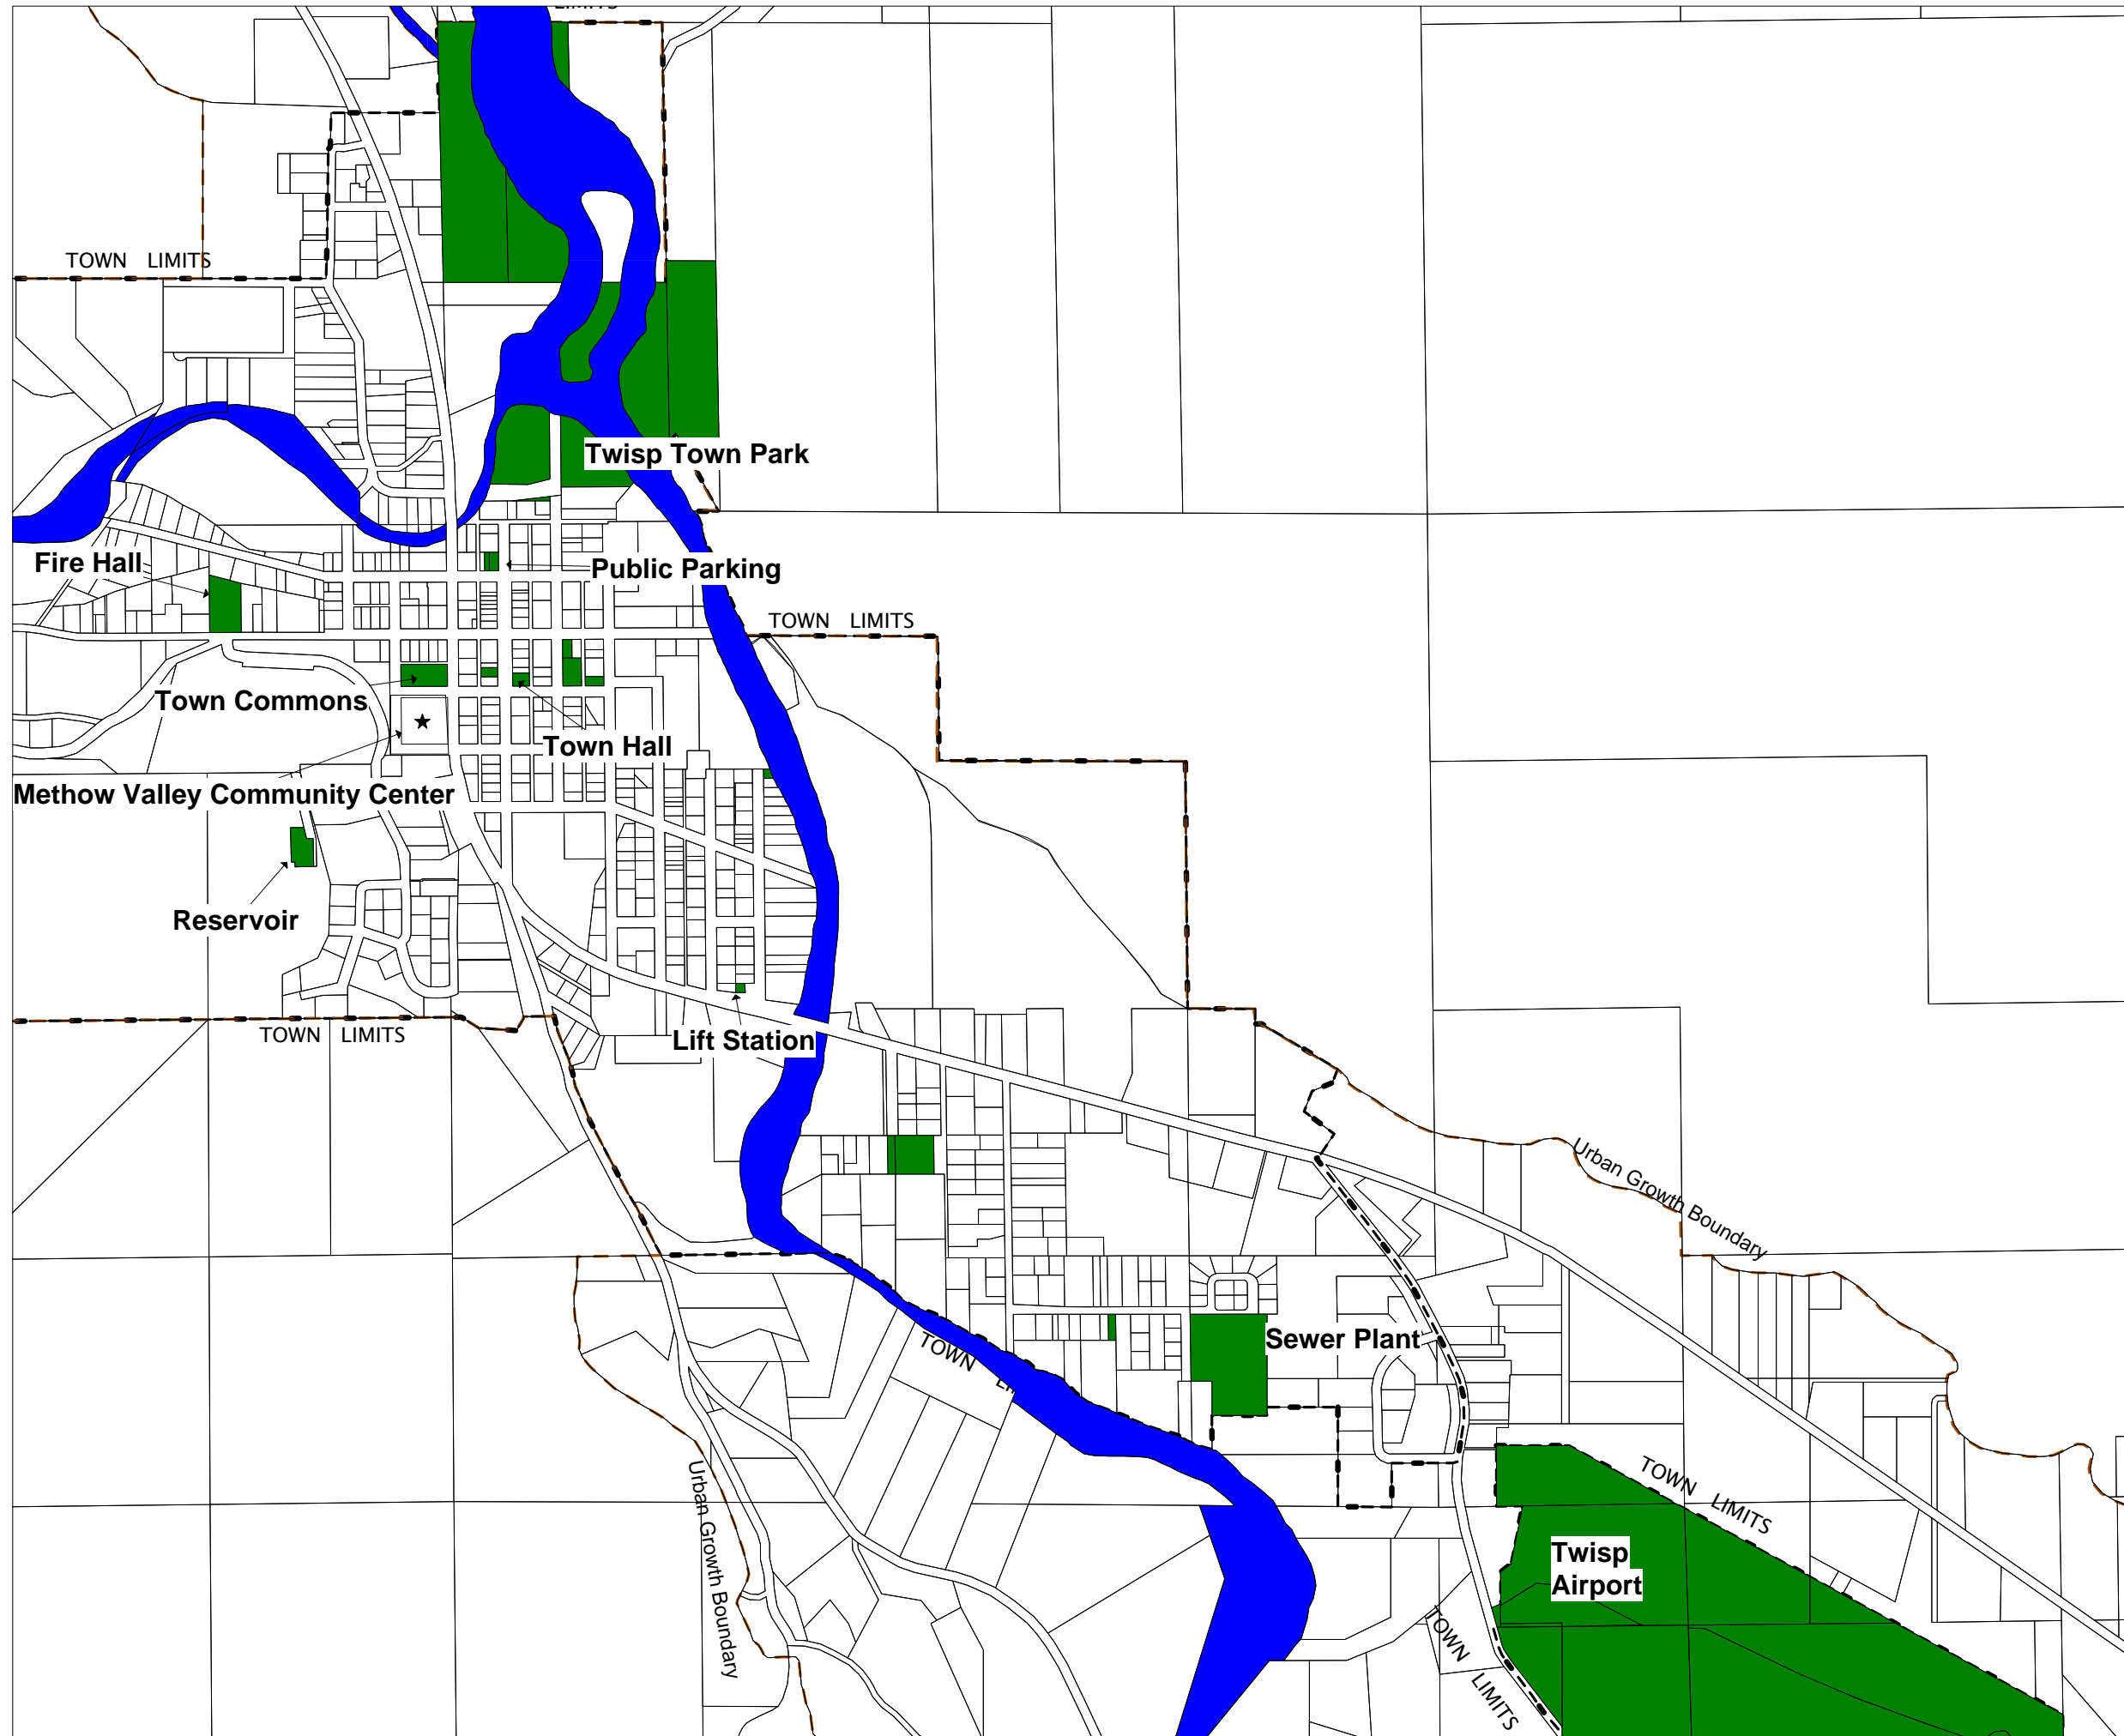 LIMITS
TOWN LIMITS
Twisp Town Park
Fire Hall
Public Parking
TOWN LIMITS
Town Commons
Town Hall
Methow Valley Community Center
Reservoir
TOWN LIMITS
Lift Station
Urban Growth Boundary
Sewer Plant
TOWN
Urban Growth Boundary
TOWN LIMITS
Twisp
Airport
TOWN LIMITS